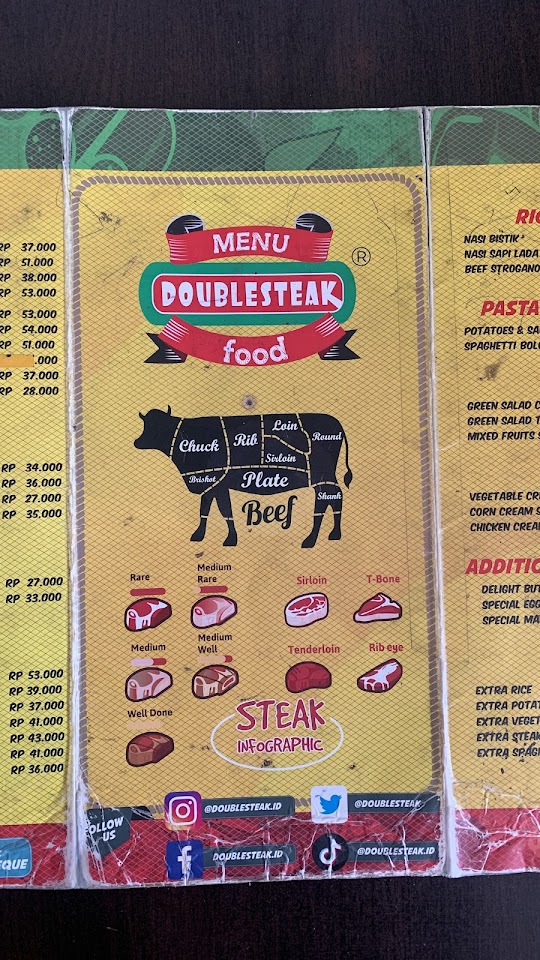 RP 37.000
RP 51.000
RP 38.000
RP 53.000
RP 53.000
RP 54.000
RP 51.000
.000
RP 37.000
RP 28.000
RP 34.000
RP 36.000
RP 27.000
RP 35.000
RP 27.000
RP 33.000
RP 53.000
RP 39.000
RP 37.000
RP 41.000
RP 43.000
RP 41.000
RP 36.000
MENU
DOUBLESTEAK ®
food
Chuck
Rib
Loin
Sirloin
Round
Brisket
Plate
Shank
Beef
Rare
Medium Rare
Sirloin
T-Bone
Medium
Medium Well
Tenderloin
Rib eye
Well Done
STEAK
INFOGRAPHIC
FOLLOW
US
@DOUBLESTEAK.ID
@DOUBLESTEAK
DOUBLESTEAK.ID
@DOUBLESTEAK.ID
NASI BISTIK
NASI SAPI LADA
BEEF STROGANO
PASTA
POTATOES & SA
SPAGHETTI BOL
GREEN SALAD C
GREEN SALAD T
MIXED FRUITS S
VEGETABLE CR
CORN CREAM S
CHICKEN CREA
ADDITIO
DELIGHT BUT
SPECIAL EGG
SPECIAL MA
EXTRA RICE
EXTRA POTAT
EXTRA VEGET
EXTRA STEAK
EXTRA SPAG